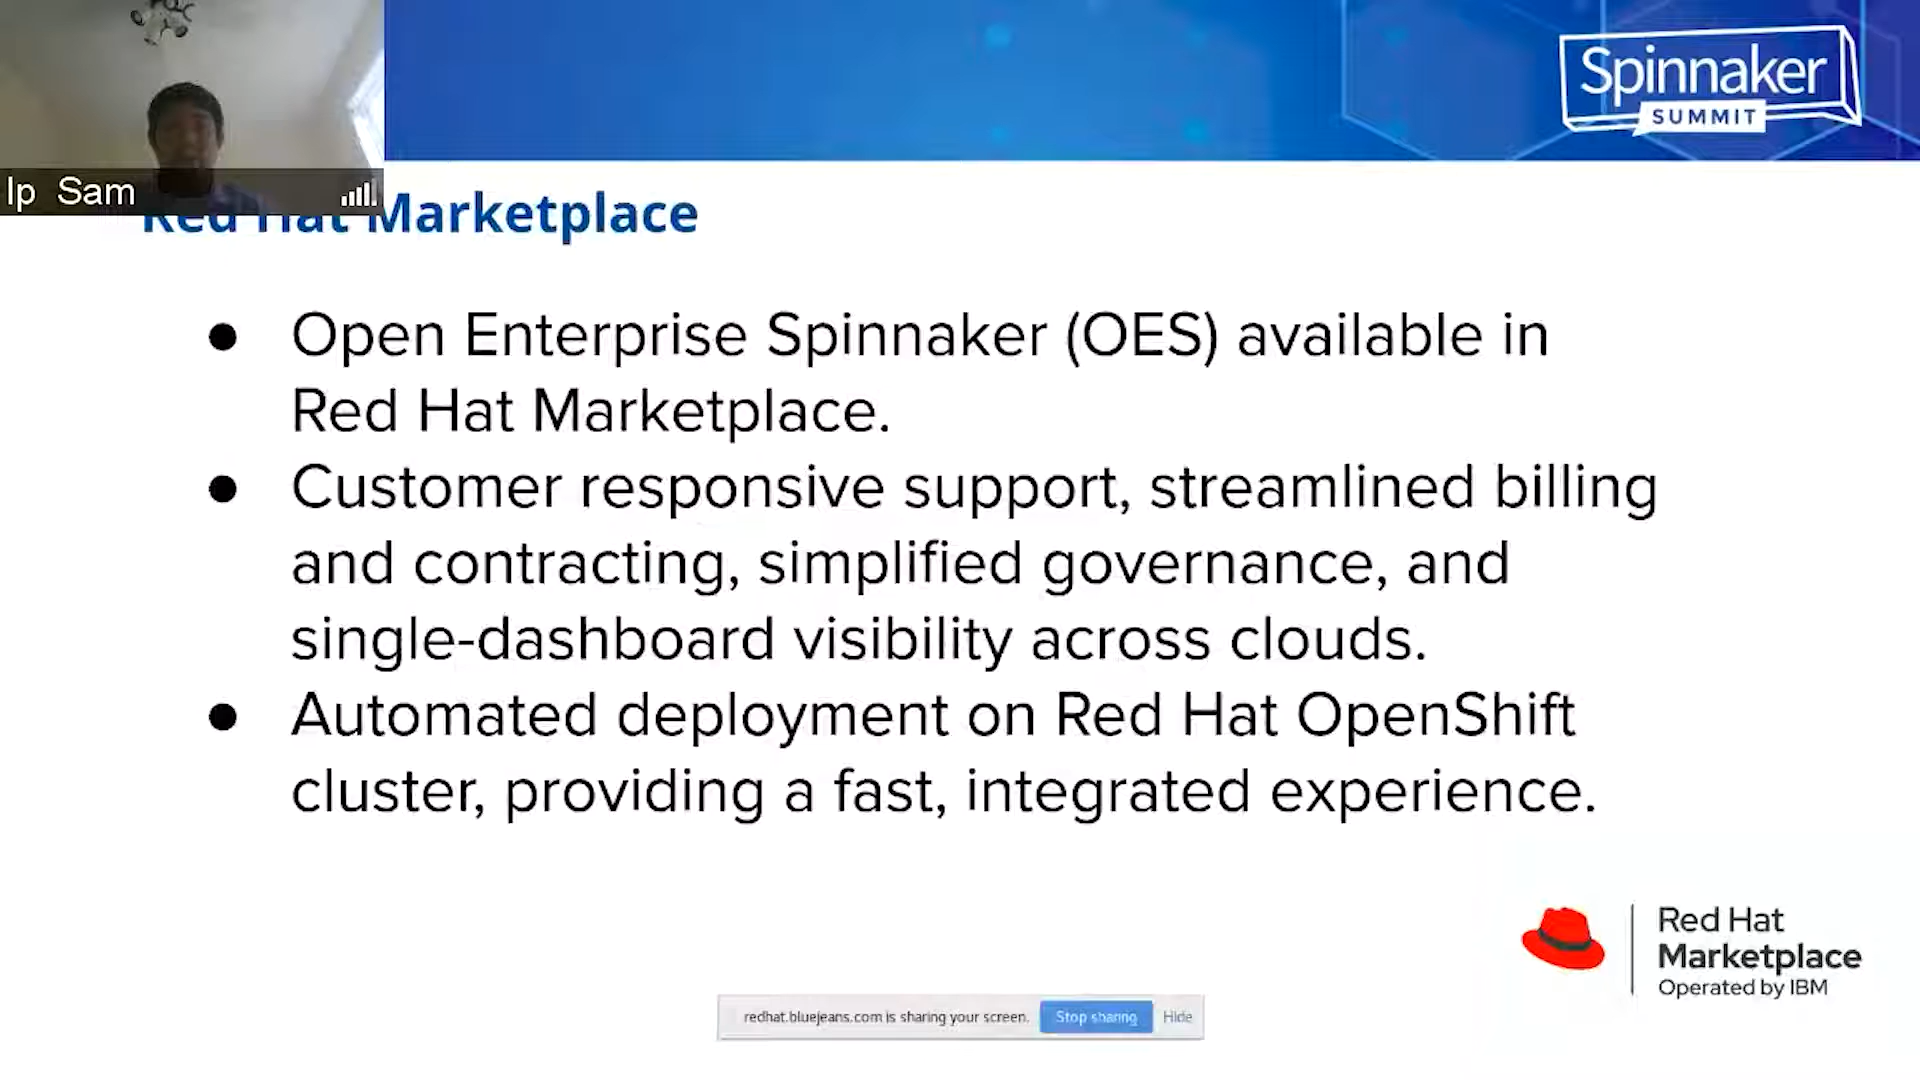 Spinnaker
SUMMIT
Ip Sam
Red Hat Marketplace
● Open Enterprise Spinnaker (OES) available in
Red Hat Marketplace.
● Customer responsive support, streamlined billing
and contracting, simplified governance, and
single-dashboard visibility across clouds.
● Automated deployment on Red Hat OpenShift
cluster, providing a fast, integrated experience.
Red Hat
Marketplace
Operated by IBM
redhat.bluejeans.com is sharing your screen. Stop sharing Hide